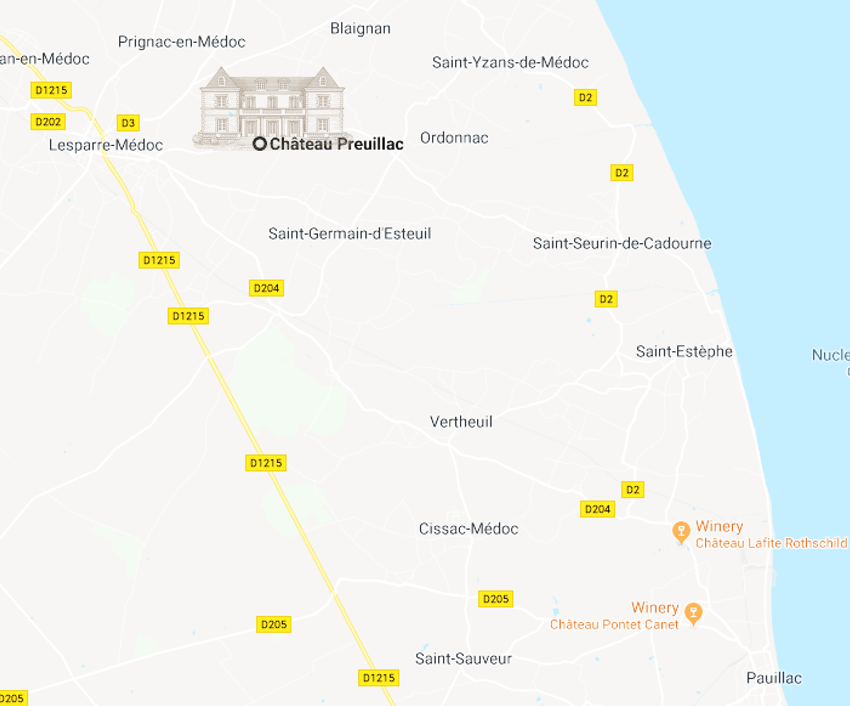 Blaignan
Prignac-en-Médoc
an-en-Médoc
Saint-Yzans-de-Médoc
D1215
D2
D202
D3
Ordonnac
Lesparre-Médoc
Château Preuillac
D2
Saint-Germain-d'Esteuil
Saint-Seurin-de-Cadourne
D1215
D204
D2
D1215
Saint-Estèphe
Nucle
Vertheuil
D1215
D2
D204
Cissac-Médoc
Winery
Château Lafite Rothschild
D205
Winery
Château Pontet Canet
D205
Saint-Sauveur
D1215
Pauillac
D205